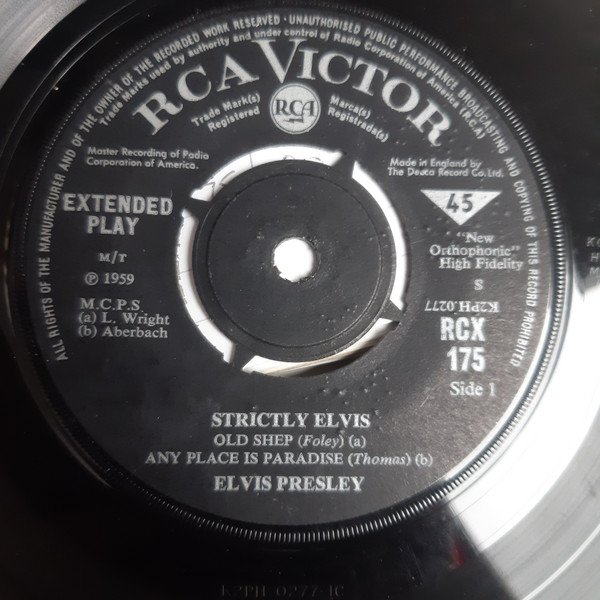 ALL RIGHTS OF THE MANUFACTURER AND OF THE OWNER OF THE RECORDED WORK RESERVED · UNAUTHORISED PUBLIC PERFORMANCE, BROADCASTING AND COPYING OF THIS RECORD PROHIBITED
Trade Marks used by authority and under control of Radio Corporation of America (RCA)
RCA VICTOR
Trade Mark(s)
Registered
RCA
Marca(s)
Registrada(s)
Master Recording of Radio
Corporation of America.
Made in England by
The Decca Record Co. Ltd.
EXTENDED
PLAY
45
"New
Orthophonic"
High Fidelity
M/T
℗ 1959
S
K2PH.0277
M.C.P.S.
(a) L. Wright
(b) Aberbach
RCX
175
Side 1
STRICTLY ELVIS
OLD SHEP (Foley) (a)
ANY PLACE IS PARADISE (Thomas) (b)
ELVIS PRESLEY
K2PH-0277-1C